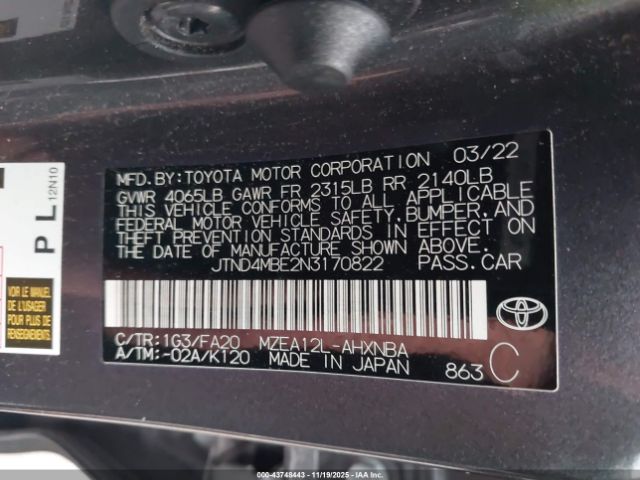 MFD. BY: TOYOTA MOTOR CORPORATION 03/22
GVWR 4065LB GAWR FR 2315LB RR 2140LB
THIS VEHICLE CONFORMS TO ALL APPLICABLE
FEDERAL MOTOR VEHICLE SAFETY, BUMPER, AND
THEFT PREVENTION STANDARDS IN EFFECT ON
THE DATE OF MANUFACTURE SHOWN ABOVE.
JTND4MBE2N3170822 PASS.CAR
TOYOTA
C/TR:1G3/FA20 MZEA12L-AHXNBA
A/TM:-02A/K120 MADE IN JAPAN 863 C
PL 12N10
VOIR LE MANUEL
DE L'USAGER
POUR PLUS
000-43748443 - 11/19/2025 - IAA Inc.